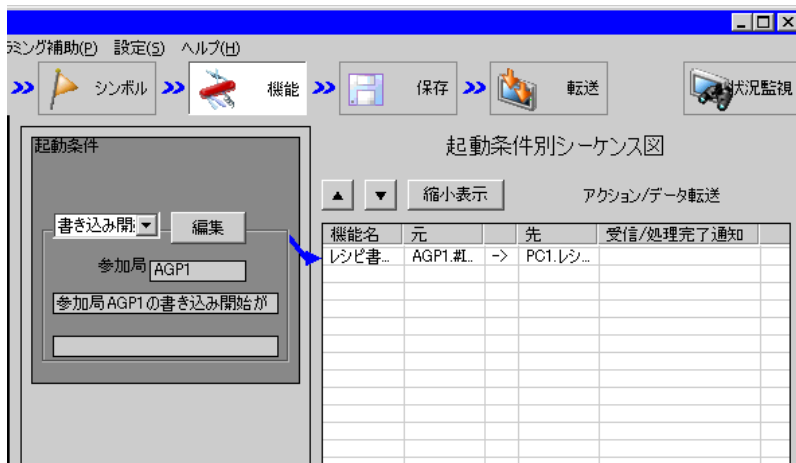 ラミング補助(P) 設定(S) ヘルプ(H)
シンボル 機能 保存 転送 状況監視
起動条件
起動条件別シーケンス図
▲ ▼ 縮小表示 アクション/データ転送
書き込み開 編集
参加局 AGP1
参加局AGP1の書き込み開始が
機能名 元 先 受信/処理完了通知
レシピ書... AGP1.#I... -> PC1.レシ...